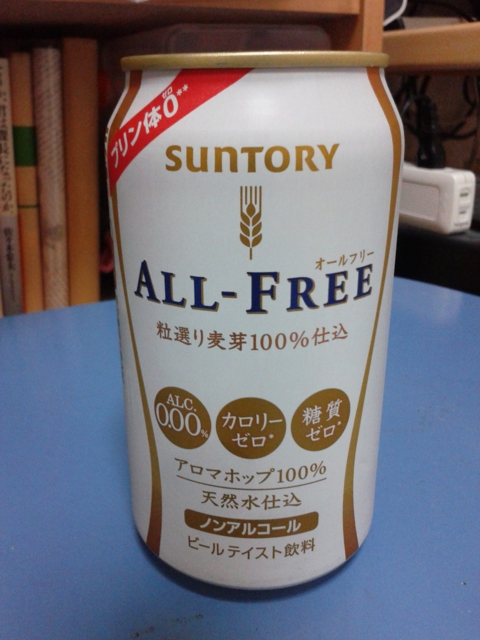 プリン体0**
ゼロ
SUNTORY
オールフリー
ALL-FREE
粒選り麦芽100%仕込
ALC.
0.00%
カロリー
ゼロ*
糖質
ゼロ*
アロマホップ100%
天然水仕込
ノンアルコール
ビールテイスト飲料